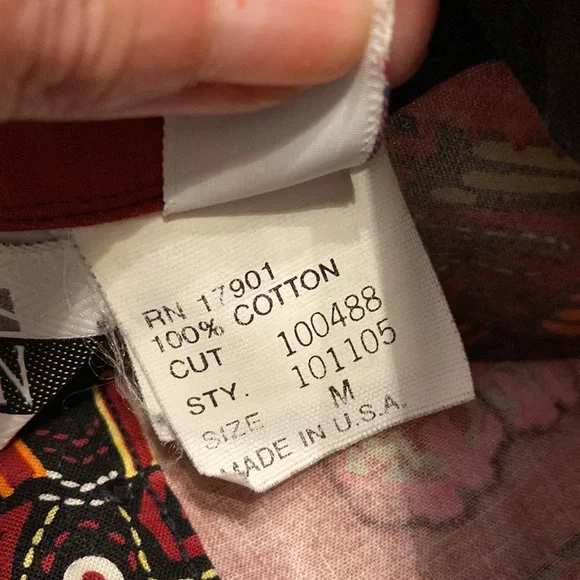 RN 17901
100% COTTON
CUT 100488
STY. 101105
SIZE M
MADE IN U.S.A.
N